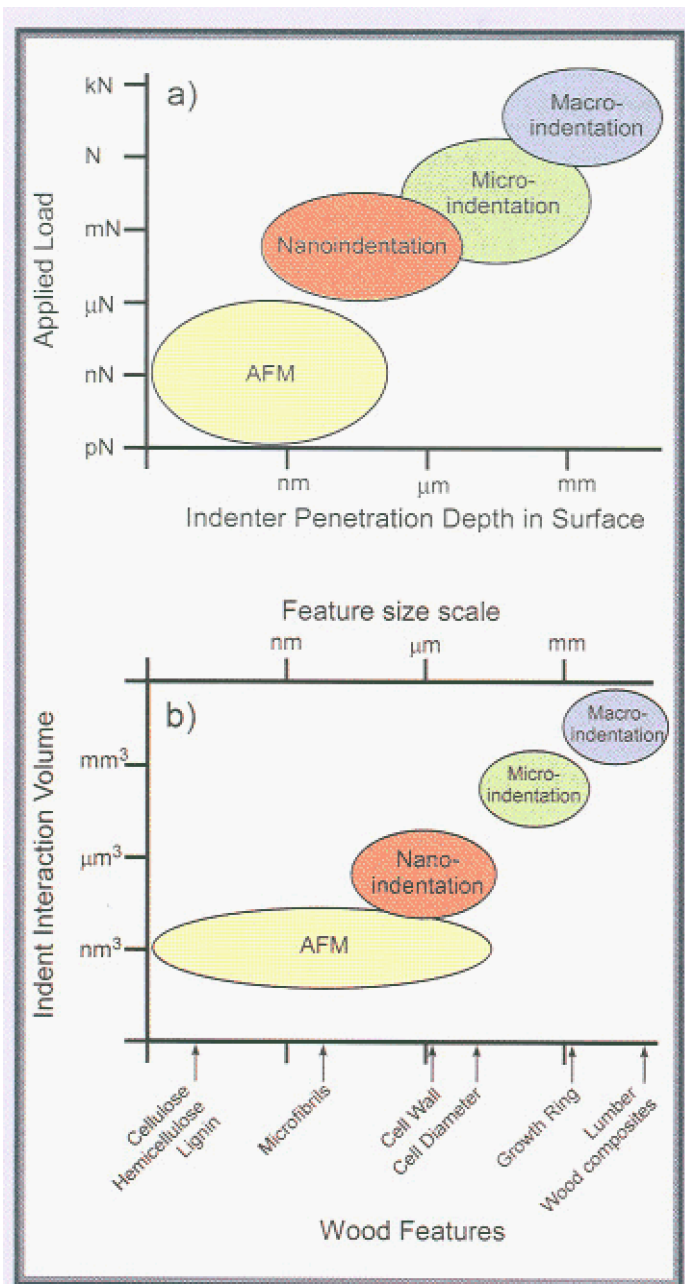 a)
Applied Load
kN
N
mN
μN
nN
pN
Macro-
indentation
Micro-
indentation
Nanoindentation
AFM
nm
μm
mm
Indenter Penetration Depth in Surface
Feature size scale
nm
μm
mm
b)
Indent Interaction Volume
mm³
μm³
nm³
Macro-
indentation
Micro-
indentation
Nano-
indentation
AFM
Cellulose
Hemicellulose
Lignin
Microfibrils
Cell Wall
Cell Diameter
Growth Ring
Lumber
Wood composites
Wood Features